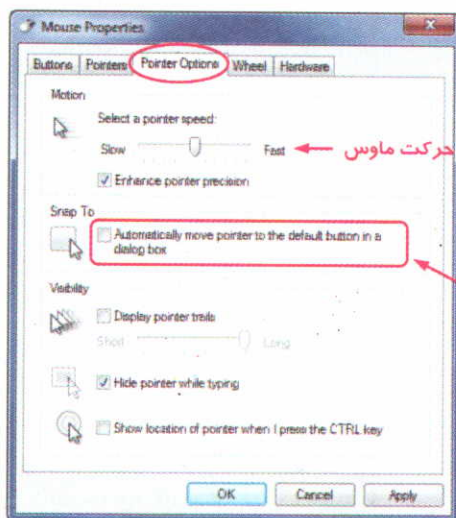 Mouse Properties
Buttons Pointers Pointer Options Wheel Hardware
Motion
Select a pointer speed:
Slow Fast حرکت ماوس
Enhance pointer precision
Snap To
Automatically move pointer to the default button in a
dialog box
Visibility
Display pointer trails
Short Long
Hide pointer while typing
Show location of pointer when I press the CTRL key
OK Cancel Apply